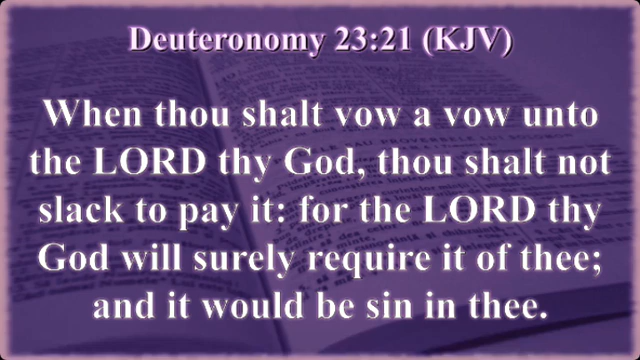 Deuteronomy 23:21 (KJV)
When thou shalt vow a vow unto
the LORD thy God, thou shalt not
slack to pay it: for the LORD thy
God will surely require it of thee;
and it would be sin in thee.